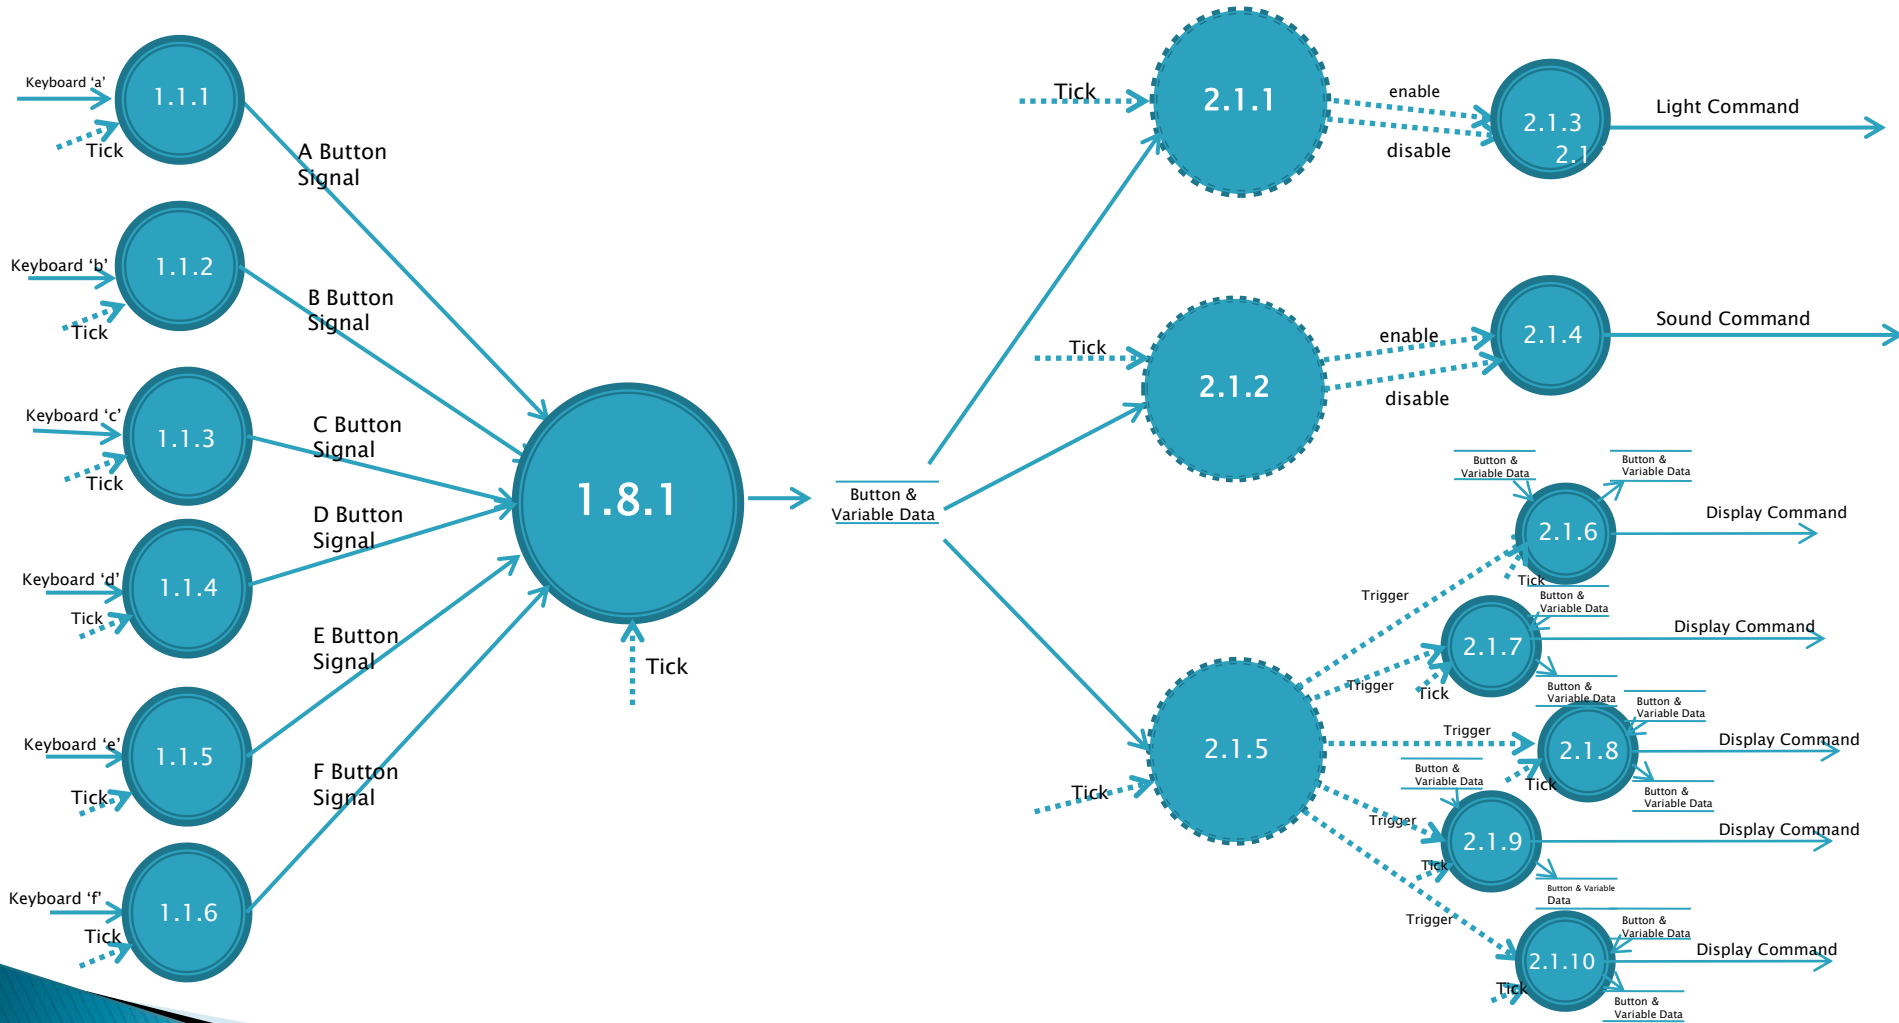 Keyboard ‘a’
1.1.1
Tick
A Button
Signal
Keyboard ‘b’
1.1.2
Tick
B Button
Signal
Keyboard ‘c’
1.1.3
Tick
C Button
Signal
Keyboard ‘d’
1.1.4
Tick
D Button
Signal
Keyboard ‘e’
1.1.5
Tick
E Button
Signal
Keyboard ‘f’
1.1.6
Tick
F Button
Signal
1.8.1
Tick
Button &
Variable Data
Tick
2.1.1
enable
disable
2.1.3
2.1
Light Command
Tick
2.1.2
enable
disable
2.1.4
Sound Command
Tick
2.1.5
Trigger
Button &
Variable Data
Button &
Variable Data
2.1.6
Tick
Display Command
Trigger
Button &
Variable Data
2.1.7
Tick
Button &
Variable Data
Display Command
Trigger
Button &
Variable Data
2.1.8
Tick
Button &
Variable Data
Display Command
Button &
Variable Data
Trigger
2.1.9
Tick
Button & Variable
Data
Display Command
Trigger
Button &
Variable Data
2.1.10
Tick
Button &
Variable Data
Display Command